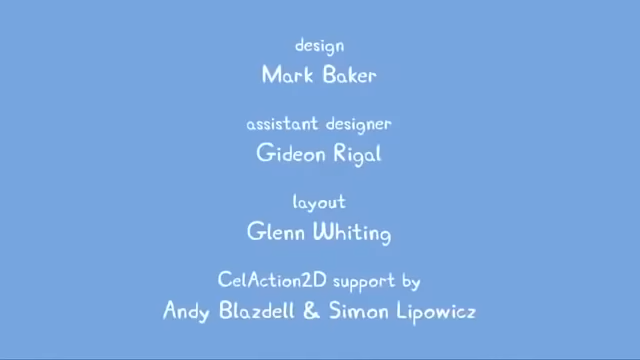 design
Mark Baker
assistant designer
Gideon Rigal
layout
Glenn Whiting
CelAction2D support by
Andy Blazdell & Simon Lipowicz